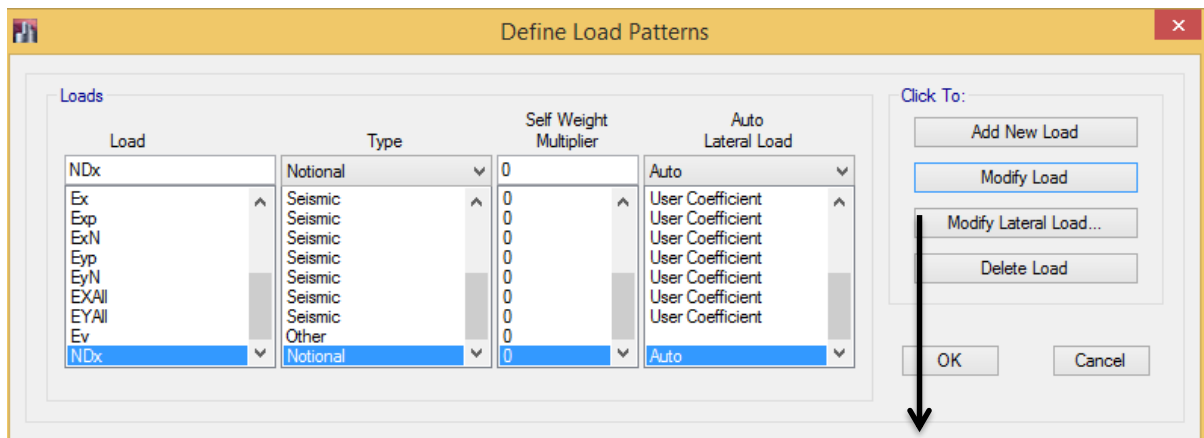 Define Load Patterns
Loads
Click To:
Load
Type
Self Weight
Multiplier
Auto
Lateral Load
NDx Notional 0 Auto
Ex Seismic 0 User Coefficient
Exp Seismic 0 User Coefficient
ExN Seismic 0 User Coefficient
Eyp Seismic 0 User Coefficient
EyN Seismic 0 User Coefficient
EXAll Seismic 0 User Coefficient
EYAll Seismic 0 User Coefficient
Ev Other 0
NDx Notional 0 Auto
Add New Load
Modify Load
Modify Lateral Load...
Delete Load
OK Cancel